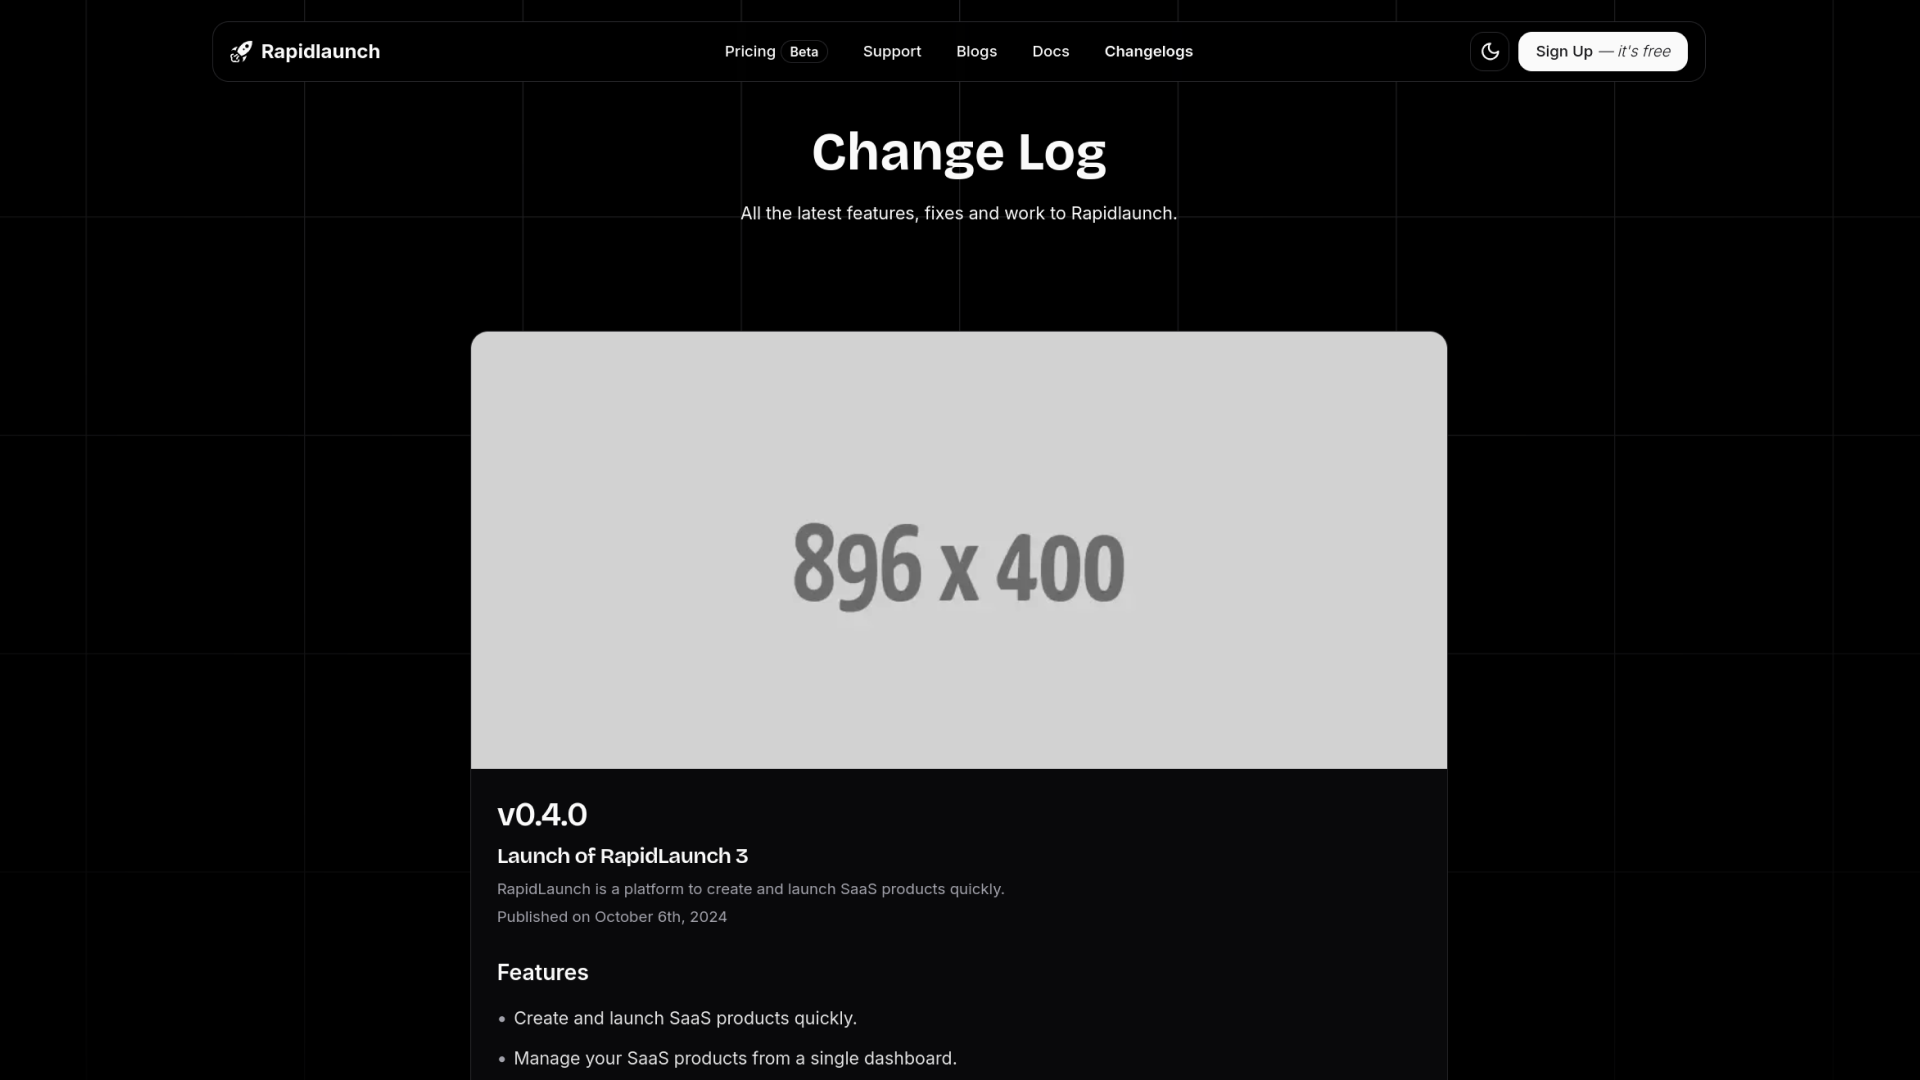 Rapidlaunch
Pricing Beta Support Blogs Docs Changelogs
Sign Up — it's free
Change Log
All the latest features, fixes and work to Rapidlaunch.
896 x 400
v0.4.0
Launch of RapidLaunch 3
RapidLaunch is a platform to create and launch SaaS products quickly.
Published on October 6th, 2024
Features
• Create and launch SaaS products quickly.
• Manage your SaaS products from a single dashboard.